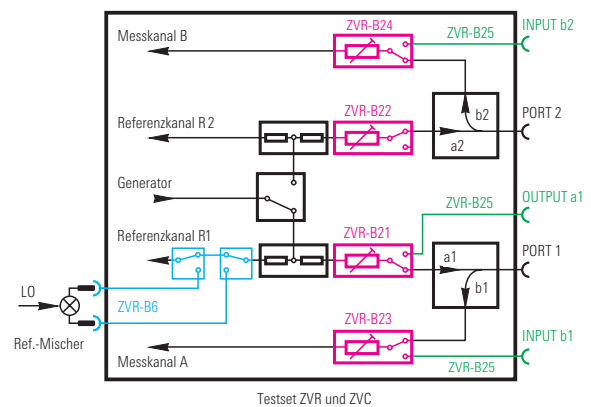 INPUT b2
ZVR-B24
ZVR-B25
Messkanal B
b2
PORT 2
ZVR-B22
Referenzkanal R2
a2
Generator
OUTPUT a1
ZVR-B25
Referenzkanal R1
ZVR-B21
PORT 1
a1
LO
b1
ZVR-B6
ZVR-B23
INPUT b1
Ref.-Mischer
Messkanal A
ZVR-B25
Testset ZVR und ZVC